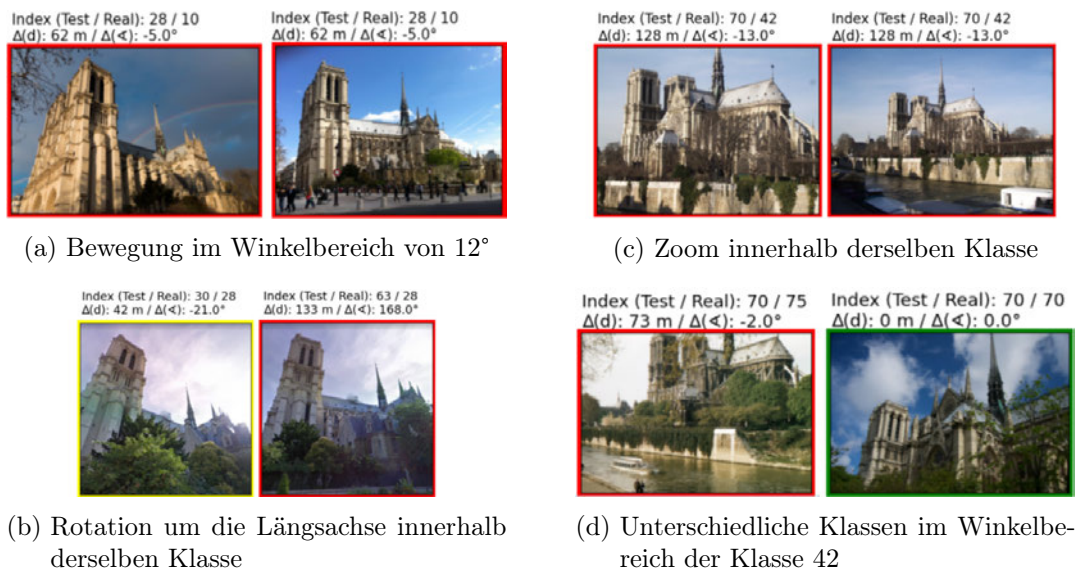 Index (Test / Real): 28 / 10
Δ(d): 62 m / Δ(∢): -5.0°
Index (Test / Real): 28 / 10
Δ(d): 62 m / Δ(∢): -5.0°
(a) Bewegung im Winkelbereich von 12°
Index (Test / Real): 70 / 42
Δ(d): 128 m / Δ(∢): -13.0°
Index (Test / Real): 70 / 42
Δ(d): 128 m / Δ(∢): -13.0°
(c) Zoom innerhalb derselben Klasse
Index (Test / Real): 30 / 28
Δ(d): 42 m / Δ(∢): -21.0°
Index (Test / Real): 63 / 28
Δ(d): 133 m / Δ(∢): 168.0°
(b) Rotation um die Längsachse innerhalb
derselben Klasse
Index (Test / Real): 70 / 75
Δ(d): 73 m / Δ(∢): -2.0°
Index (Test / Real): 70 / 70
Δ(d): 0 m / Δ(∢): 0.0°
(d) Unterschiedliche Klassen im Winkelbe-
reich der Klasse 42